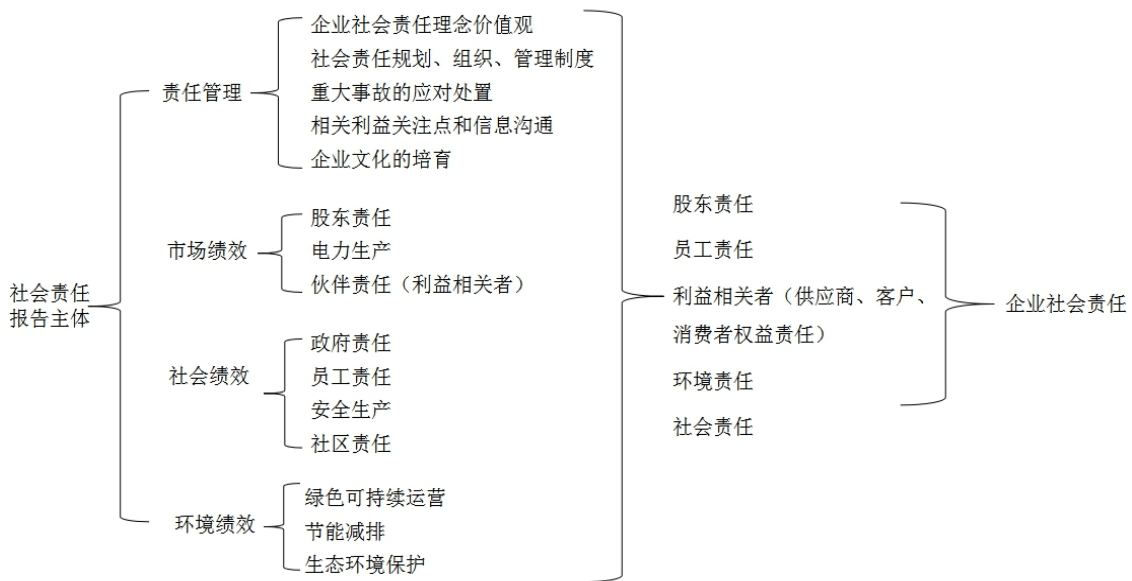 社会责任
报告主体
责任管理
企业社会责任理念价值观
社会责任规划、组织、管理制度
重大事故的应对处置
相关利益关注点和信息沟通
企业文化的培育
市场绩效
股东责任
电力生产
伙伴责任（利益相关者）
社会绩效
政府责任
员工责任
安全生产
社区责任
环境绩效
绿色可持续运营
节能减排
生态环境保护
股东责任
员工责任
利益相关者（供应商、客户、
消费者权益责任）
环境责任
社会责任
企业社会责任